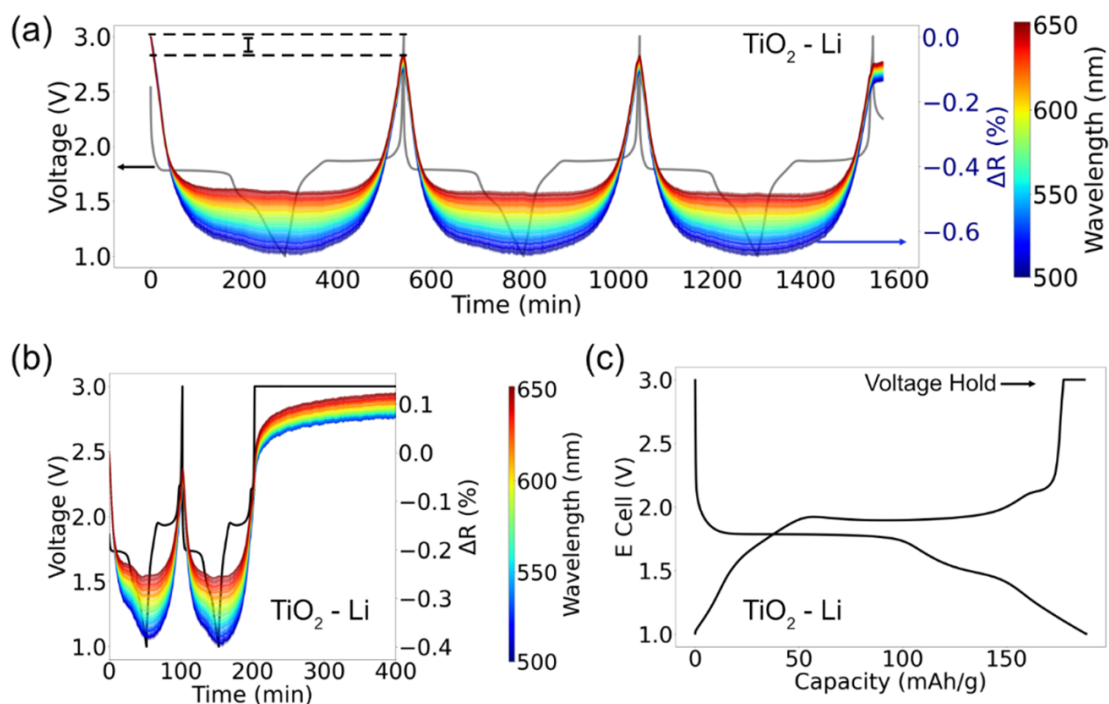 (a)
TiO2 - Li
I
3.0
2.5
2.0
1.5
1.0
Voltage (V)
0.0
−0.2
−0.4
−0.6
ΔR (%)
650
600
550
500
Wavelength (nm)
0 200 400 600 800 1000 1200 1400 1600
Time (min)
(b)
3.0
2.5
2.0
1.5
1.0
Voltage (V)
0.1
0.0
−0.1
−0.2
−0.3
−0.4
ΔR (%)
TiO2 - Li
0 100 200 300 400
Time (min)
650
600
550
500
Wavelength (nm)
(c)
Voltage Hold
3.0
2.5
2.0
1.5
1.0
E Cell (V)
TiO2 - Li
0 50 100 150
Capacity (mAh/g)